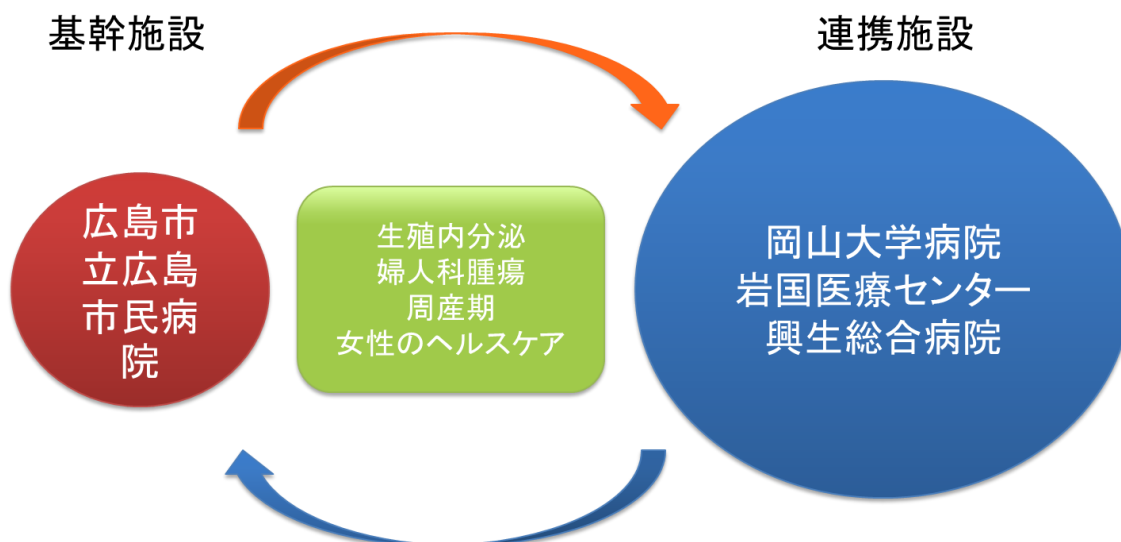 基幹施設
連携施設
広島市
立広島
市民病
院
生殖内分泌
婦人科腫瘍
周産期
女性のヘルスケア
岡山大学病院
岩国医療センター
興生総合病院